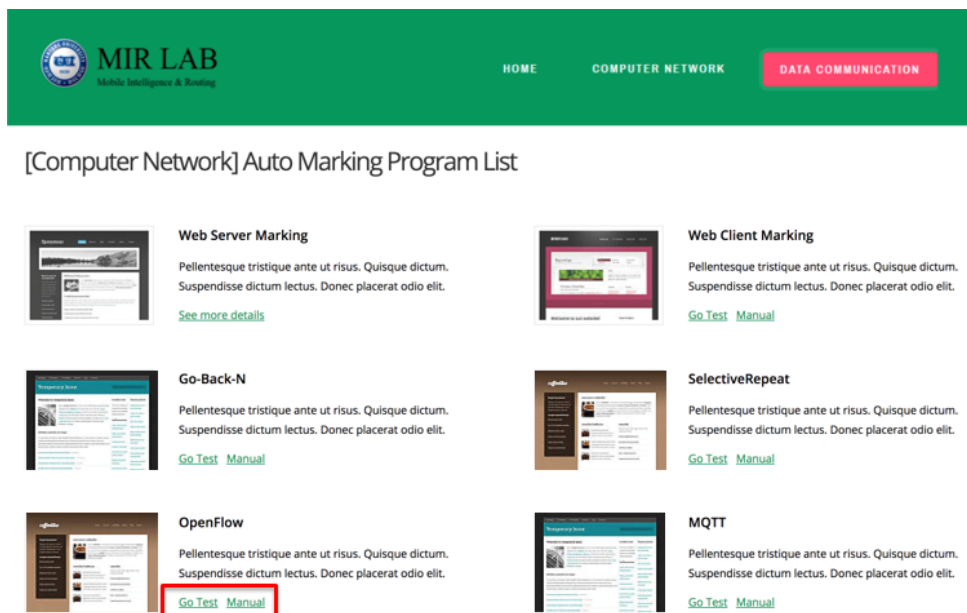 MIR LAB
Mobile Intelligence & Routing
HOME
COMPUTER NETWORK
DATA COMMUNICATION
[Computer Network] Auto Marking Program List
Web Server Marking
Pellentesque tristique ante ut risus. Quisque dictum.
Suspendisse dictum lectus. Donec placerat odio elit.
See more details
Web Client Marking
Pellentesque tristique ante ut risus. Quisque dictum.
Suspendisse dictum lectus. Donec placerat odio elit.
Go Test Manual
Go-Back-N
Pellentesque tristique ante ut risus. Quisque dictum.
Suspendisse dictum lectus. Donec placerat odio elit.
Go Test Manual
SelectiveRepeat
Pellentesque tristique ante ut risus. Quisque dictum.
Suspendisse dictum lectus. Donec placerat odio elit.
Go Test Manual
OpenFlow
Pellentesque tristique ante ut risus. Quisque dictum.
Suspendisse dictum lectus. Donec placerat odio elit.
Go Test Manual
MQTT
Pellentesque tristique ante ut risus. Quisque dictum.
Suspendisse dictum lectus. Donec placerat odio elit.
Go Test Manual